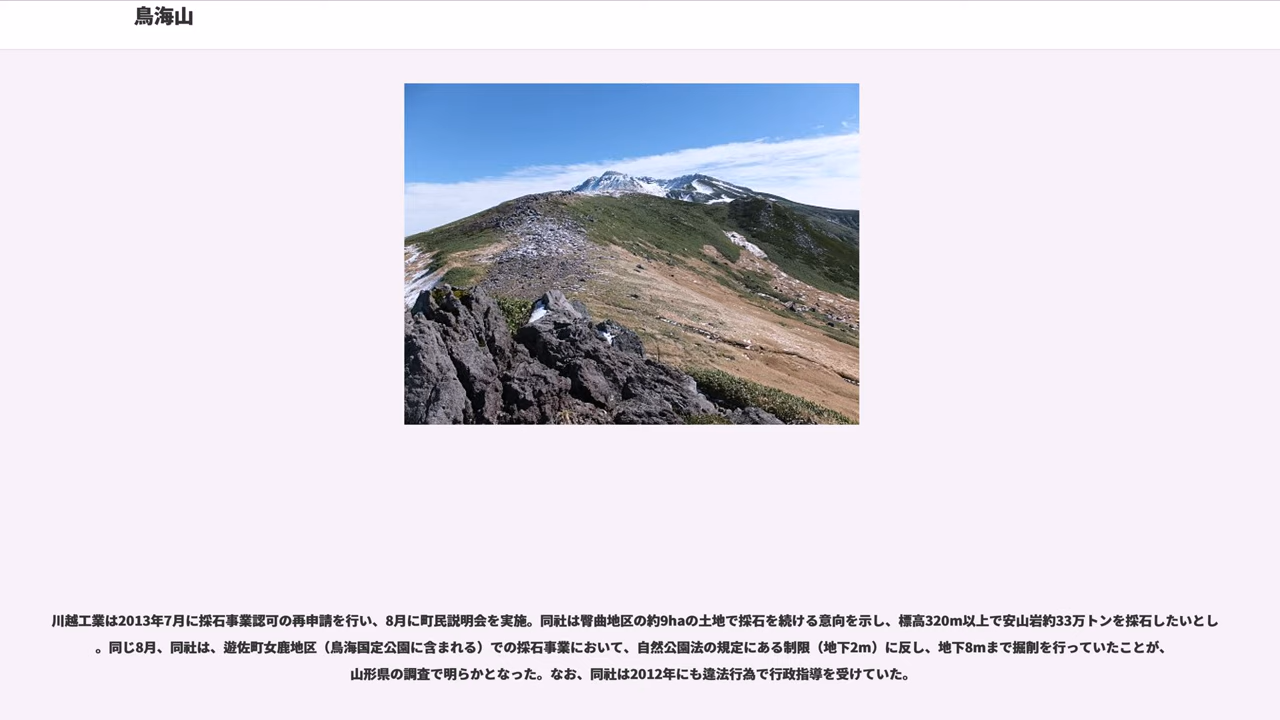 鳥海山
川越工業は2013年7月に採石事業認可の再申請を行い、8月に町民説明会を実施。同社は臀曲地区の約9haの土地で採石を続ける意向を示し、標高320m以上で安山岩約33万トンを採石したいとし
。同じ8月、同社は、遊佐町女鹿地区（鳥海国定公園に含まれる）での採石事業において、自然公園法の規定にある制限（地下2m）に反し、地下8mまで掘削を行っていたことが、
山形県の調査で明らかとなった。なお、同社は2012年にも違法行為で行政指導を受けていた。